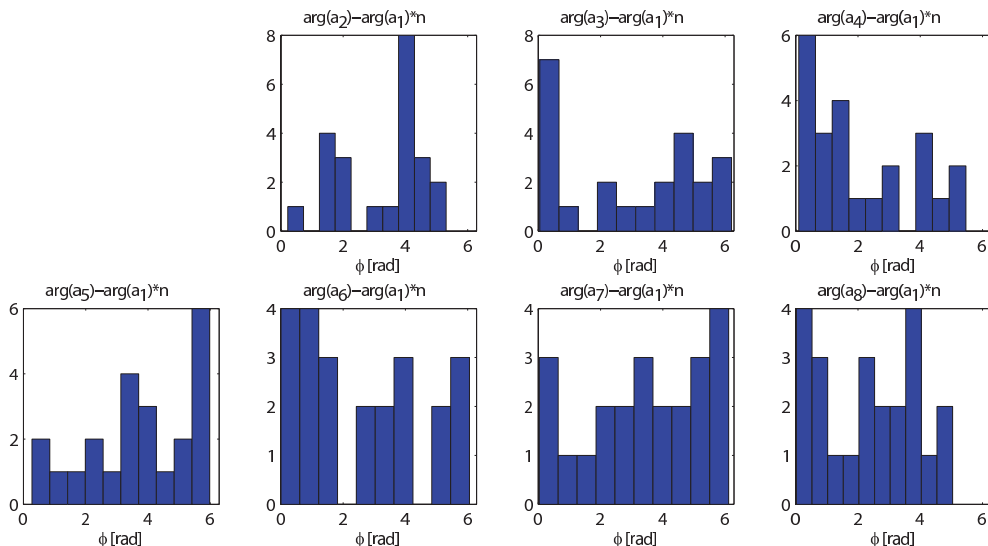 arg(a2)−arg(a1)*n
8
6
4
2
0
0 2 4 6
ϕ [rad]
arg(a3)−arg(a1)*n
8
6
4
2
0
0 2 4 6
ϕ [rad]
arg(a4)−arg(a1)*n
6
4
2
0
0 2 4 6
ϕ [rad]
arg(a5)−arg(a1)*n
6
4
2
0
0 2 4 6
ϕ [rad]
arg(a6)−arg(a1)*n
4
3
2
1
0
0 2 4 6
ϕ [rad]
arg(a7)−arg(a1)*n
4
3
2
1
0
0 2 4 6
ϕ [rad]
arg(a8)−arg(a1)*n
4
3
2
1
0
0 2 4 6
ϕ [rad]